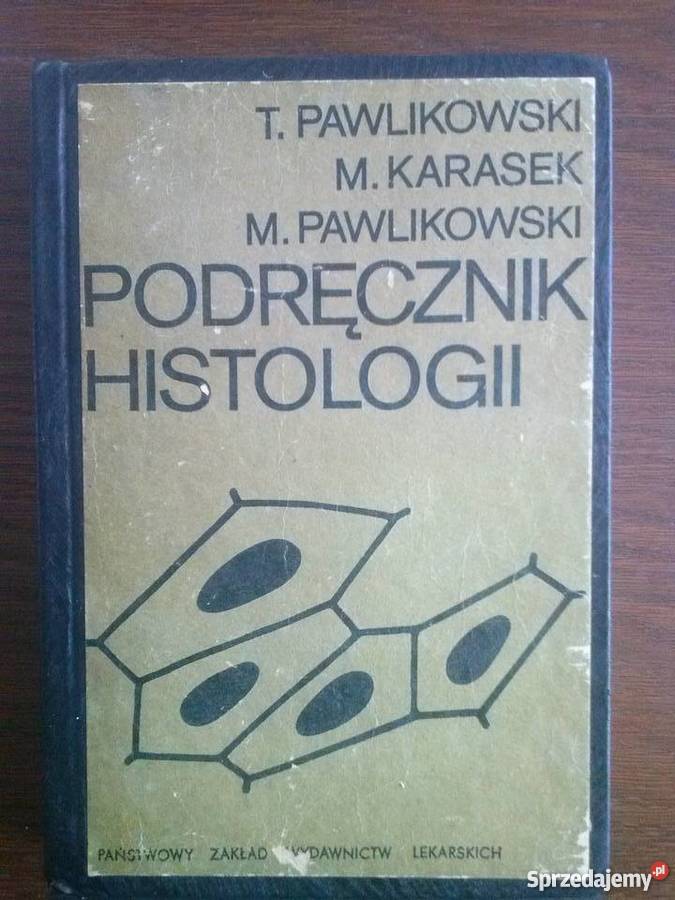 T. PAWLIKOWSKI
M. KARASEK
M. PAWLIKOWSKI
PODRĘCZNIK
HISTOLOGII
PAŃSTWOWY ZAKŁAD WYDAWNICTW LEKARSKICH
Sprzedajemy.pl